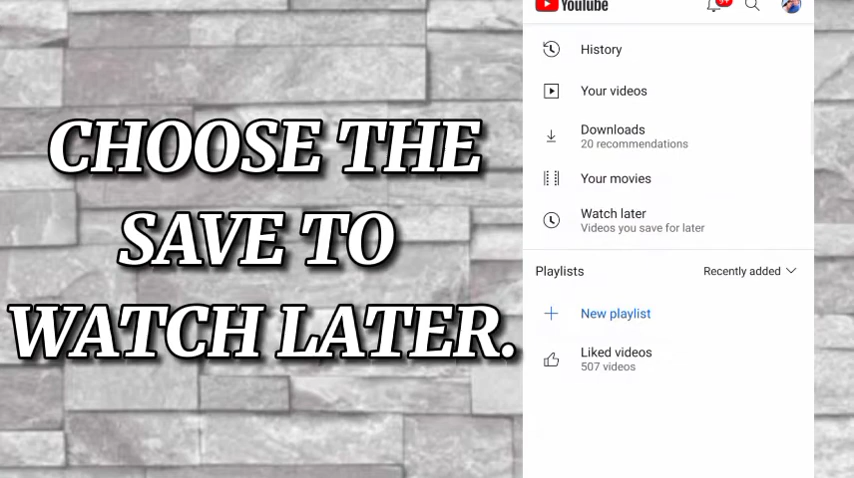 CHOOSE THE
SAVE TO
WATCH LATER.
YouTube
9+
History
Your videos
Downloads
20 recommendations
Your movies
Watch later
Videos you save for later
Playlists
Recently added
New playlist
Liked videos
507 videos